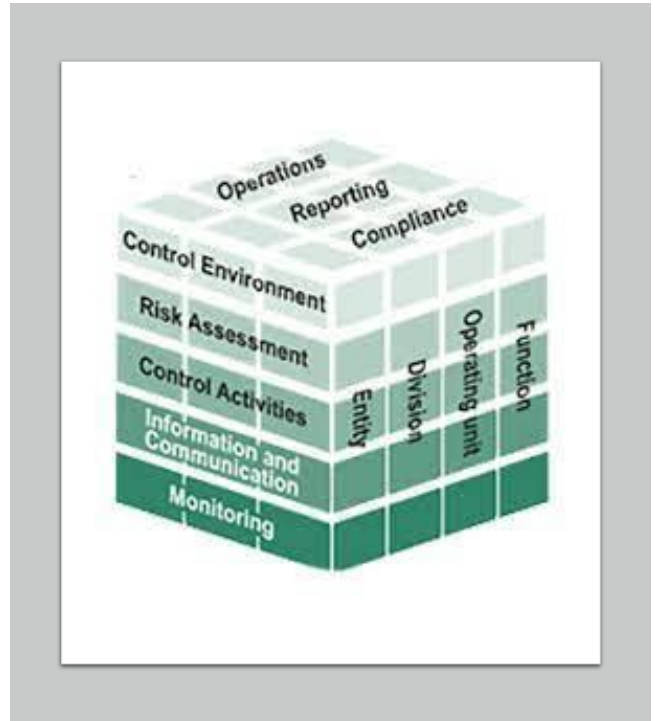 Operations
Reporting
Compliance
Control Environment
Risk Assessment
Control Activities
Information and
Communication
Monitoring
Entity
Division
Operating unit
Function